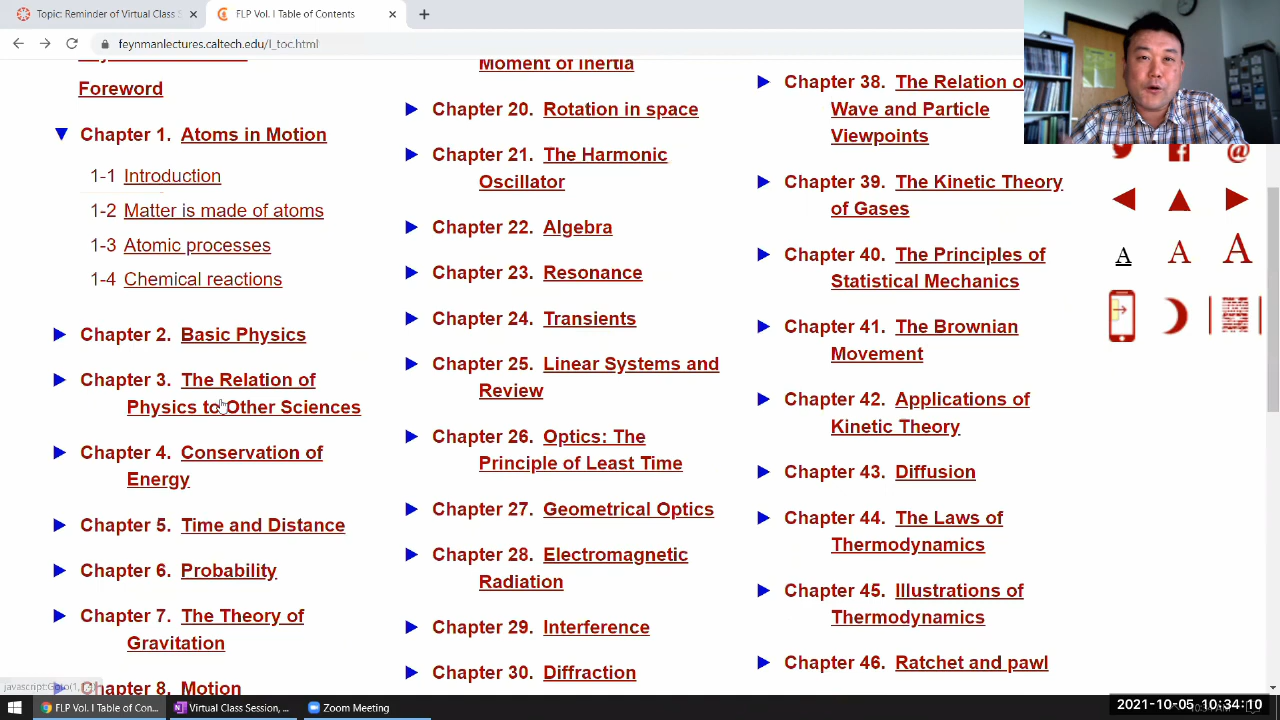 Topic: Reminder of Virtual Class S
FLP Vol. I Table of Contents
feynmanlectures.caltech.edu/I_toc.html
Foreword
Chapter 1. Atoms in Motion
1-1 Introduction
1-2 Matter is made of atoms
1-3 Atomic processes
1-4 Chemical reactions
Chapter 2. Basic Physics
Chapter 3. The Relation of
Physics to Other Sciences
Chapter 4. Conservation of
Energy
Chapter 5. Time and Distance
Chapter 6. Probability
Chapter 7. The Theory of
Gravitation
Chapter 8. Motion
Moment of Inertia
Chapter 20. Rotation in space
Chapter 21. The Harmonic
Oscillator
Chapter 22. Algebra
Chapter 23. Resonance
Chapter 24. Transients
Chapter 25. Linear Systems and
Review
Chapter 26. Optics: The
Principle of Least Time
Chapter 27. Geometrical Optics
Chapter 28. Electromagnetic
Radiation
Chapter 29. Interference
Chapter 30. Diffraction
Chapter 38. The Relation o
Wave and Particle
Viewpoints
Chapter 39. The Kinetic Theory
of Gases
Chapter 40. The Principles of
Statistical Mechanics
Chapter 41. The Brownian
Movement
Chapter 42. Applications of
Kinetic Theory
Chapter 43. Diffusion
Chapter 44. The Laws of
Thermodynamics
Chapter 45. Illustrations of
Thermodynamics
Chapter 46. Ratchet and pawl
@
A A A
FLP Vol. I Table of Con...
Virtual Class Session, ...
Zoom Meeting
2021-10-05 10:34:10